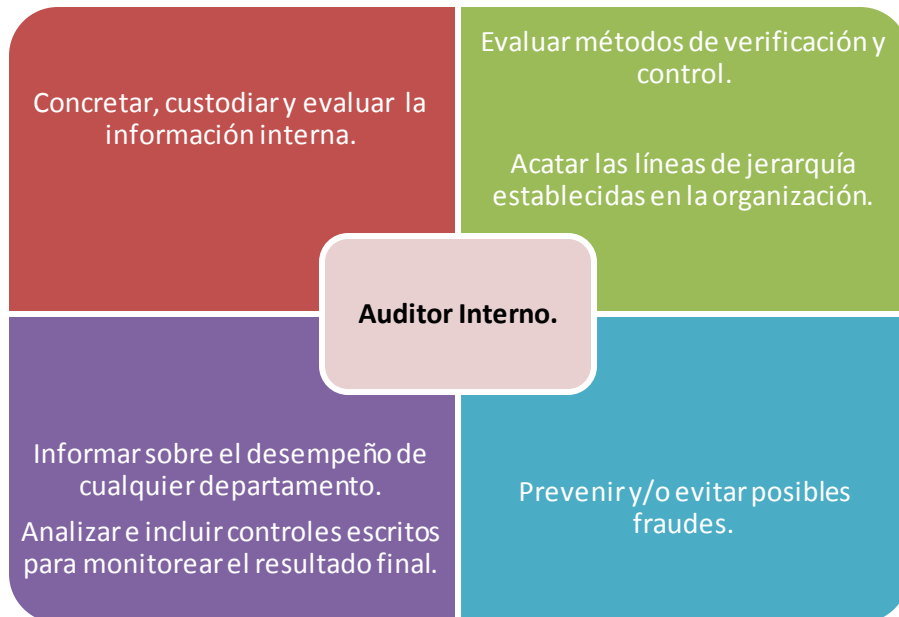 Concretar, custodiar y evaluar la
información interna.
Evaluar métodos de verificación y
control.
Acatar las líneas de jerarquía
establecidas en la organización.
Auditor Interno.
Informar sobre el desempeño de
cualquier departamento.
Analizar e incluir controles escritos
para monitorear el resultado final.
Prevenir y/o evitar posibles
fraudes.